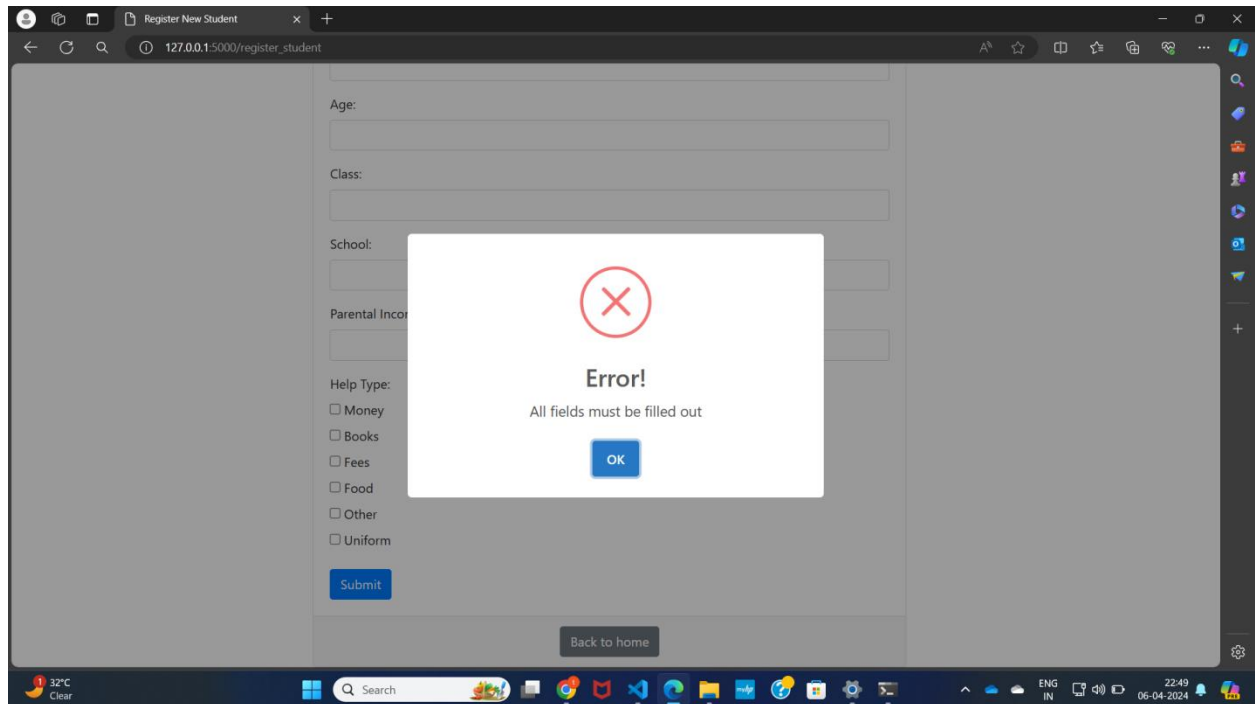 Register New Student
127.0.0.1:5000/register_student
Age:
Class:
School:
Parental Incor
Error!
All fields must be filled out
OK
Help Type:
Money
Books
Fees
Food
Other
Uniform
Submit
Back to home
1
32°C
Clear
Search
ENG
IN
22:49
06-04-2024